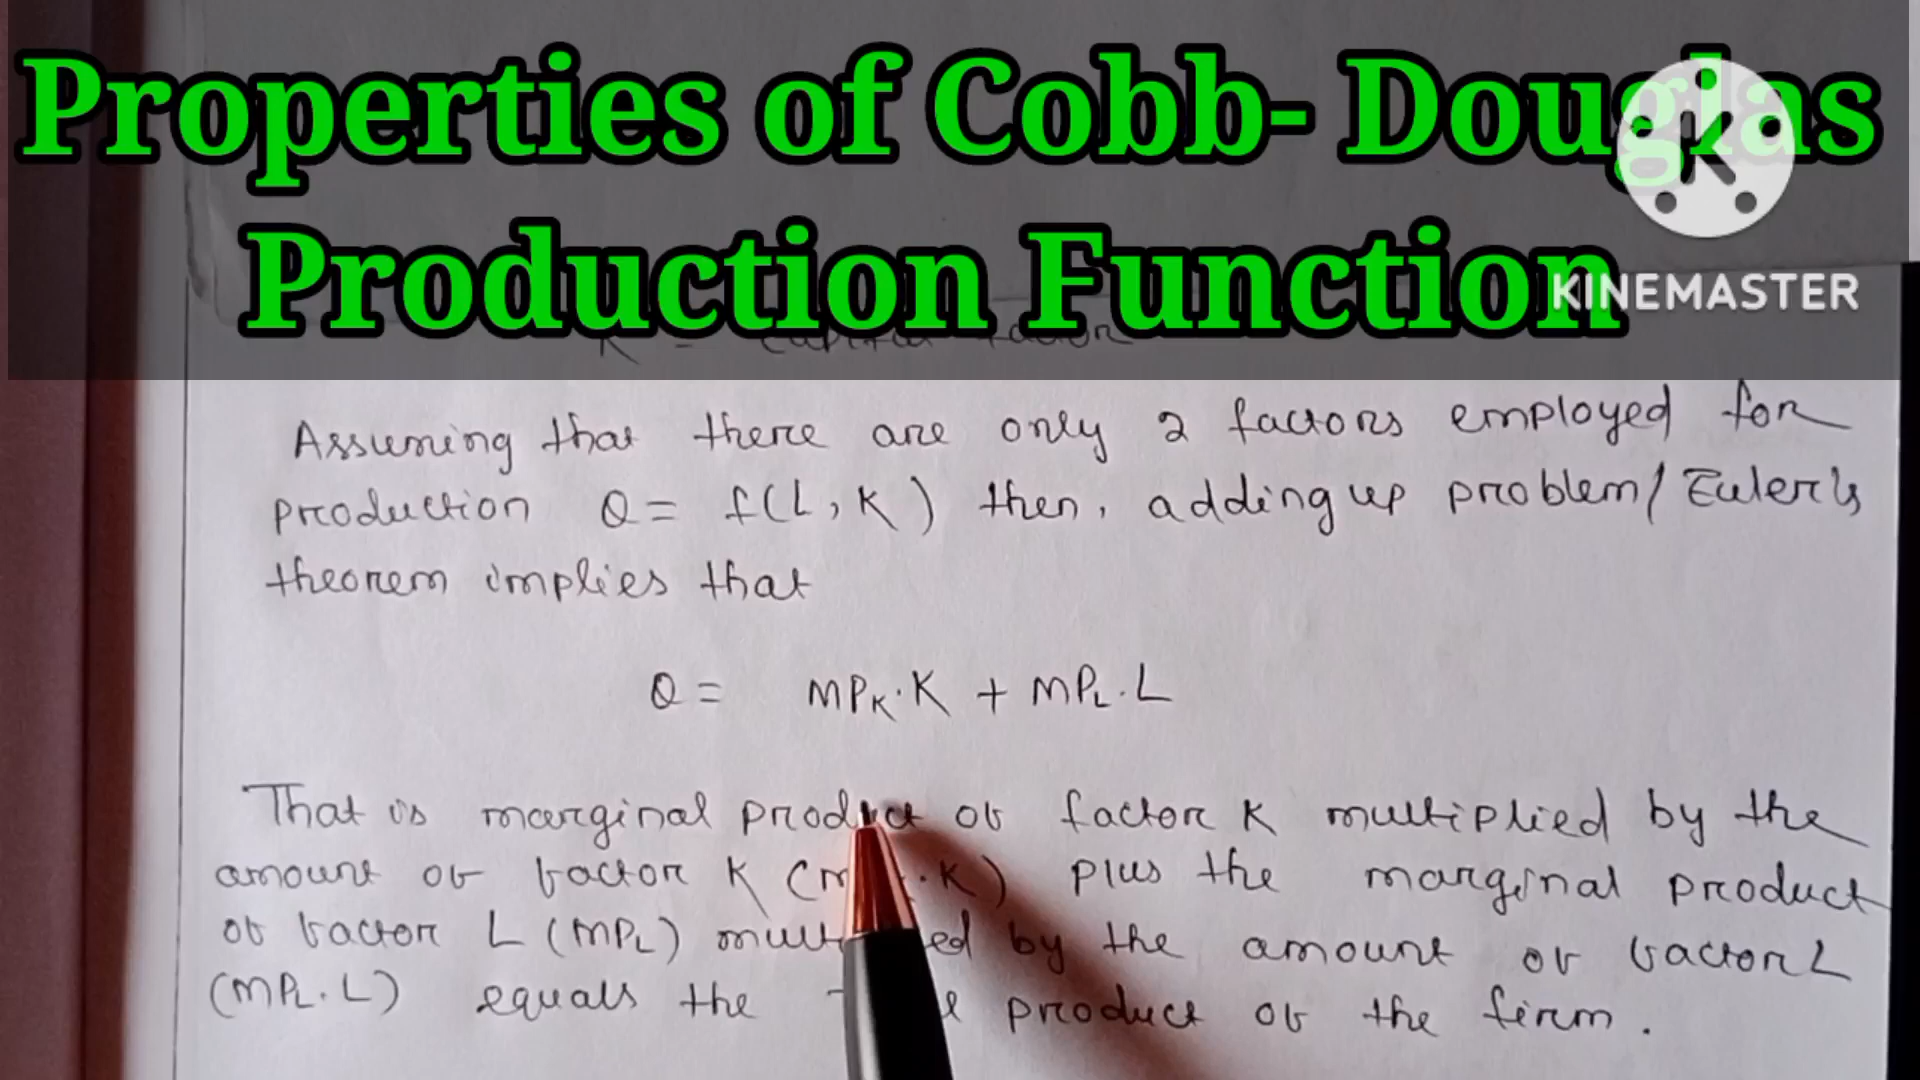 Properties of Cobb- Douglas
Production Function
KINEMASTER
K = capital factor
Assuming that there are only 2 factors employed for
production Q = f(L, K) then, adding up problem/Euler's
theorem implies that
Q = MPK.K + MPL.L
That is marginal product of factor K multiplied by the
amount of factor K ( .K) plus the marginal product
of factor L (MPL) multiplied by the amount of factor L
(MPL.L) equals the product of the firm.